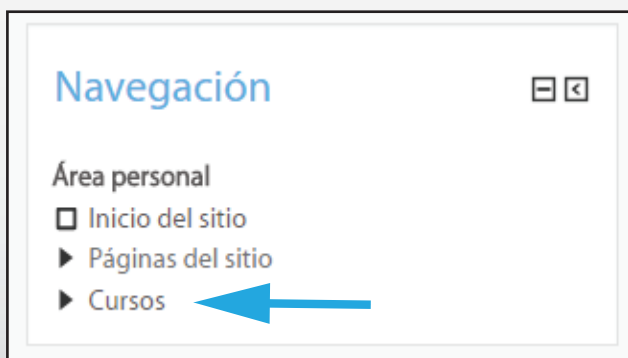 Navegación
Área personal
Inicio del sitio
Páginas del sitio
Cursos